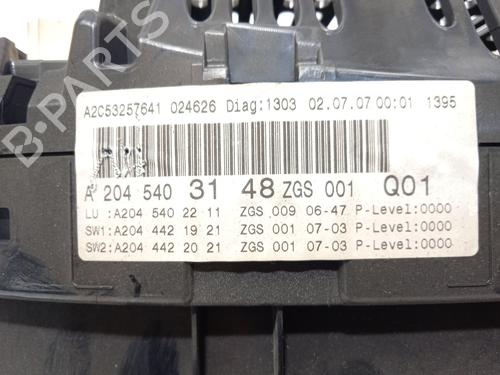 A2C53257641 024626 Diag:1303 02.07.07 00:01 1395
A 204 540 31 48 ZGS 001 Q01
LU :A204 540 22 11 ZGS 009 06-47 P-Level:0000
SW1:A204 442 19 21 ZGS 001 07-03 P-Level:0000
SW2:A204 442 20 21 ZGS 001 07-03 P-Level:0000
B-PARTS